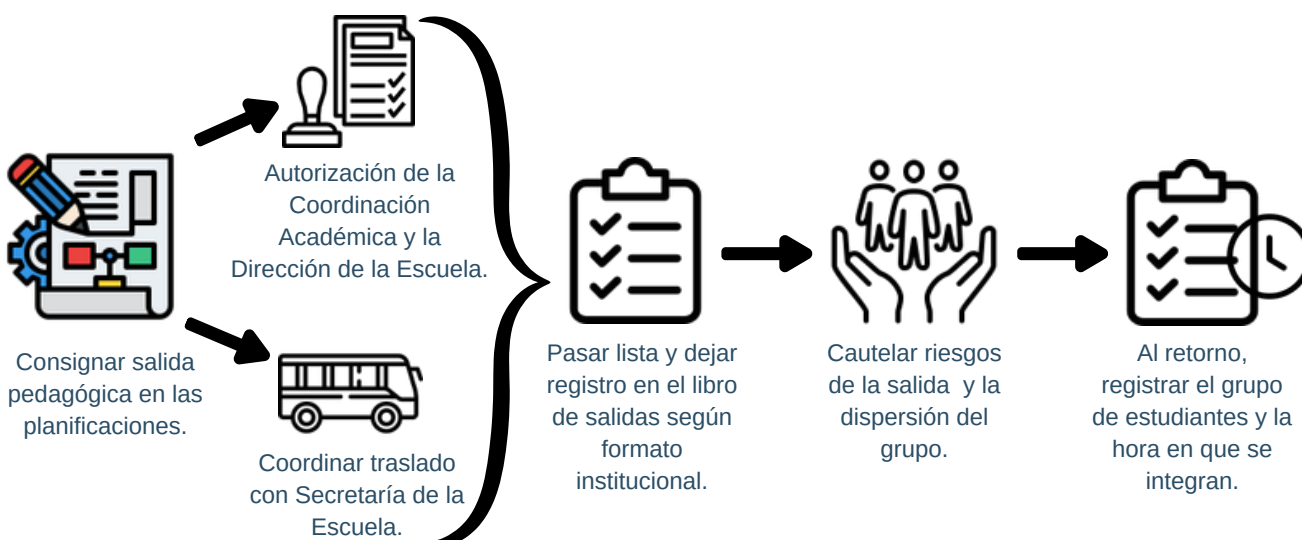 Consignar salida
pedagógica en las
planificaciones.
Autorización de la
Coordinación
Académica y la
Dirección de la Escuela.
Coordinar traslado
con Secretaría de la
Escuela.
Pasar lista y dejar
registro en el libro
de salidas según
formato
institucional.
Cautelar riesgos
de la salida y la
dispersión del
grupo.
Al retorno,
registrar el grupo
de estudiantes y la
hora en que se
integran.